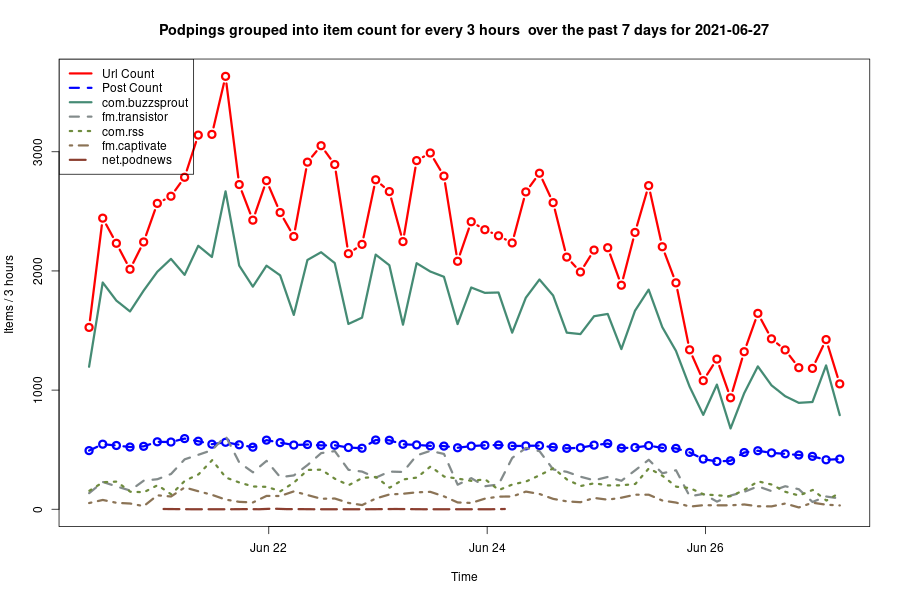 Podpings grouped into item count for every 3 hours  over the past 7 days for 2021-06-27
Url Count
Post Count
com.buzzsprout
fm.transistor
com.rss
fm.captivate
net.podnews
Items / 3 hours
3000
2000
1000
0
Jun 22
Jun 24
Jun 26
Time